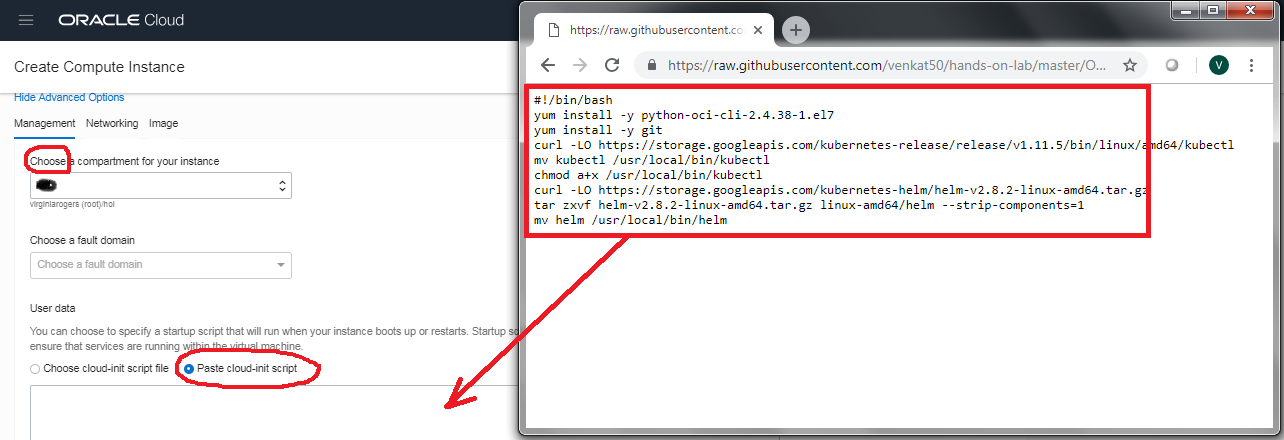 ORACLE Cloud
Create Compute Instance
Hide Advanced Options
Management Networking Image
Choose a compartment for your instance
virginiarogers (root)/hol
Choose a fault domain
Choose a fault domain
User data
You can choose to specify a startup script that will run when your instance boots up or restarts. Startup sc
ensure that services are running within the virtual machine.
Choose cloud-init script file Paste cloud-init script
https://raw.githubusercontent.co
https://raw.githubusercontent.com/venkat50/hands-on-lab/master/O...
V
#!/bin/bash
yum install -y python-oci-cli-2.4.38-1.el7
yum install -y git
curl -LO https://storage.googleapis.com/kubernetes-release/release/v1.11.5/bin/linux/amd64/kubectl
mv kubectl /usr/local/bin/kubectl
chmod a+x /usr/local/bin/kubectl
curl -LO https://storage.googleapis.com/kubernetes-helm/helm-v2.8.2-linux-amd64.tar.gz
tar zxvf helm-v2.8.2-linux-amd64.tar.gz linux-amd64/helm --strip-components=1
mv helm /usr/local/bin/helm